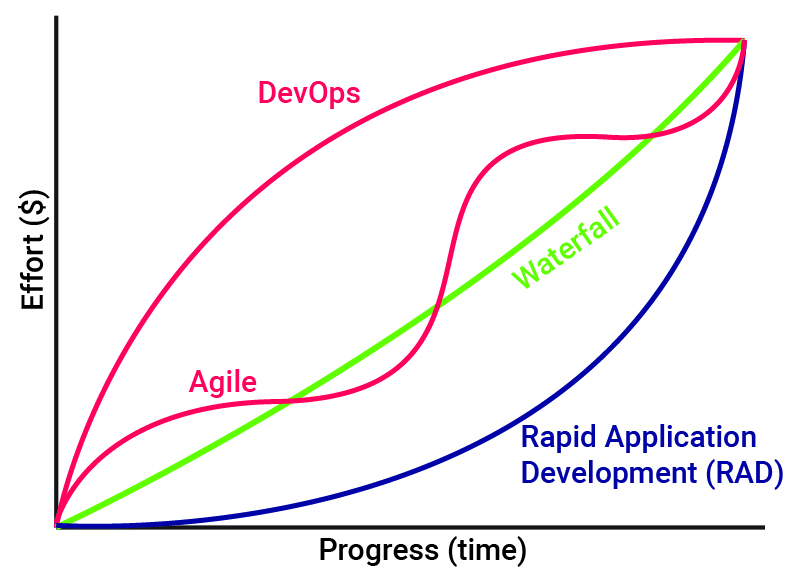 DevOps
Effort ($)
Waterfall
Agile
Rapid Application
Development (RAD)
Progress (time)